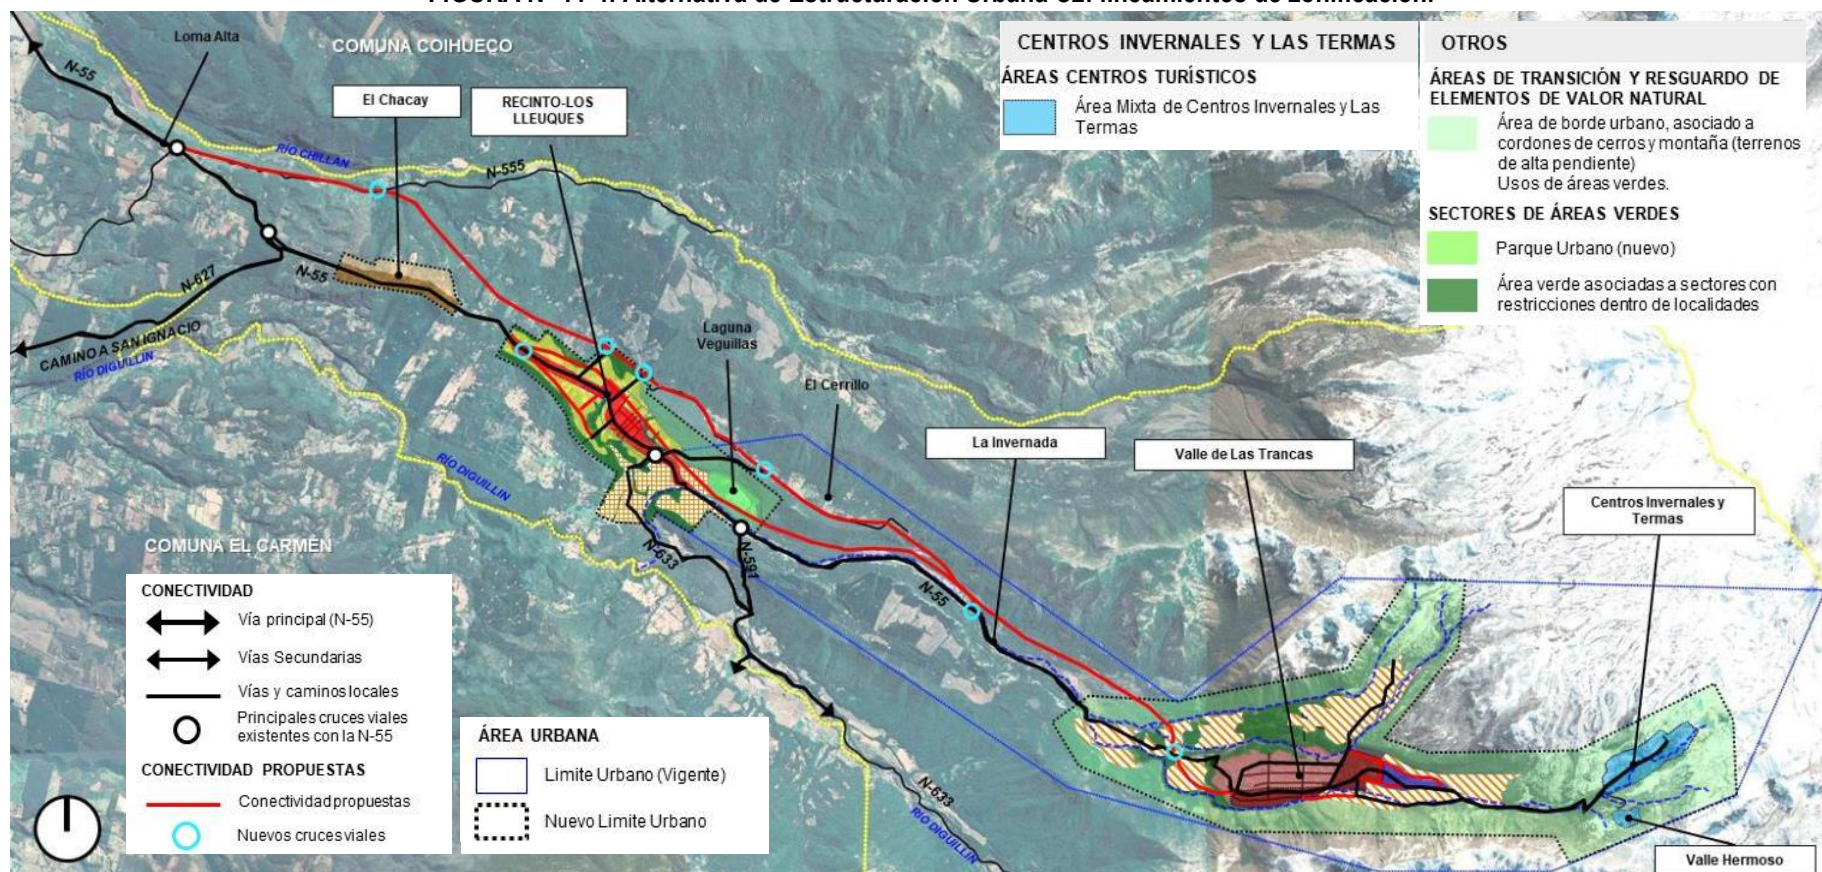 Loma Alta
COMUNA COIHUECO
N-55
El Chacay
RECINTO-LOS
LLEUQUES
RÍO CHILLÁN
N-555
CENTROS INVERNALES Y LAS TERMAS
ÁREAS CENTROS TURÍSTICOS
Área Mixta de Centros Invernales y Las
Termas
OTROS
ÁREAS DE TRANSICIÓN Y RESGUARDO DE
ELEMENTOS DE VALOR NATURAL
Área de borde urbano, asociado a
cordones de cerros y montaña (terrenos
de alta pendiente)
Usos de áreas verdes.
SECTORES DE ÁREAS VERDES
Parque Urbano (nuevo)
Área verde asociadas a sectores con
restricciones dentro de localidades
N-627
N-55
CAMINO A SAN IGNACIO
RÍO DIGUILLIN
Laguna
Veguillas
El Cerrillo
La Invernada
Valle de Las Trancas
Centros Invernales y
Termas
RÍO DIGUILLIN
COMUNA EL CARMÉN
N-633
N-591
N-55
CONECTIVIDAD
Vía principal (N-55)
Vías Secundarias
Vías y caminos locales
Principales cruces viales
existentes con la N-55
CONECTIVIDAD PROPUESTAS
Conectividad propuestas
Nuevos cruces viales
ÁREA URBANA
Limite Urbano (Vigente)
Nuevo Limite Urbano
N-633
RÍO DIGUILLIN
Valle Hermoso